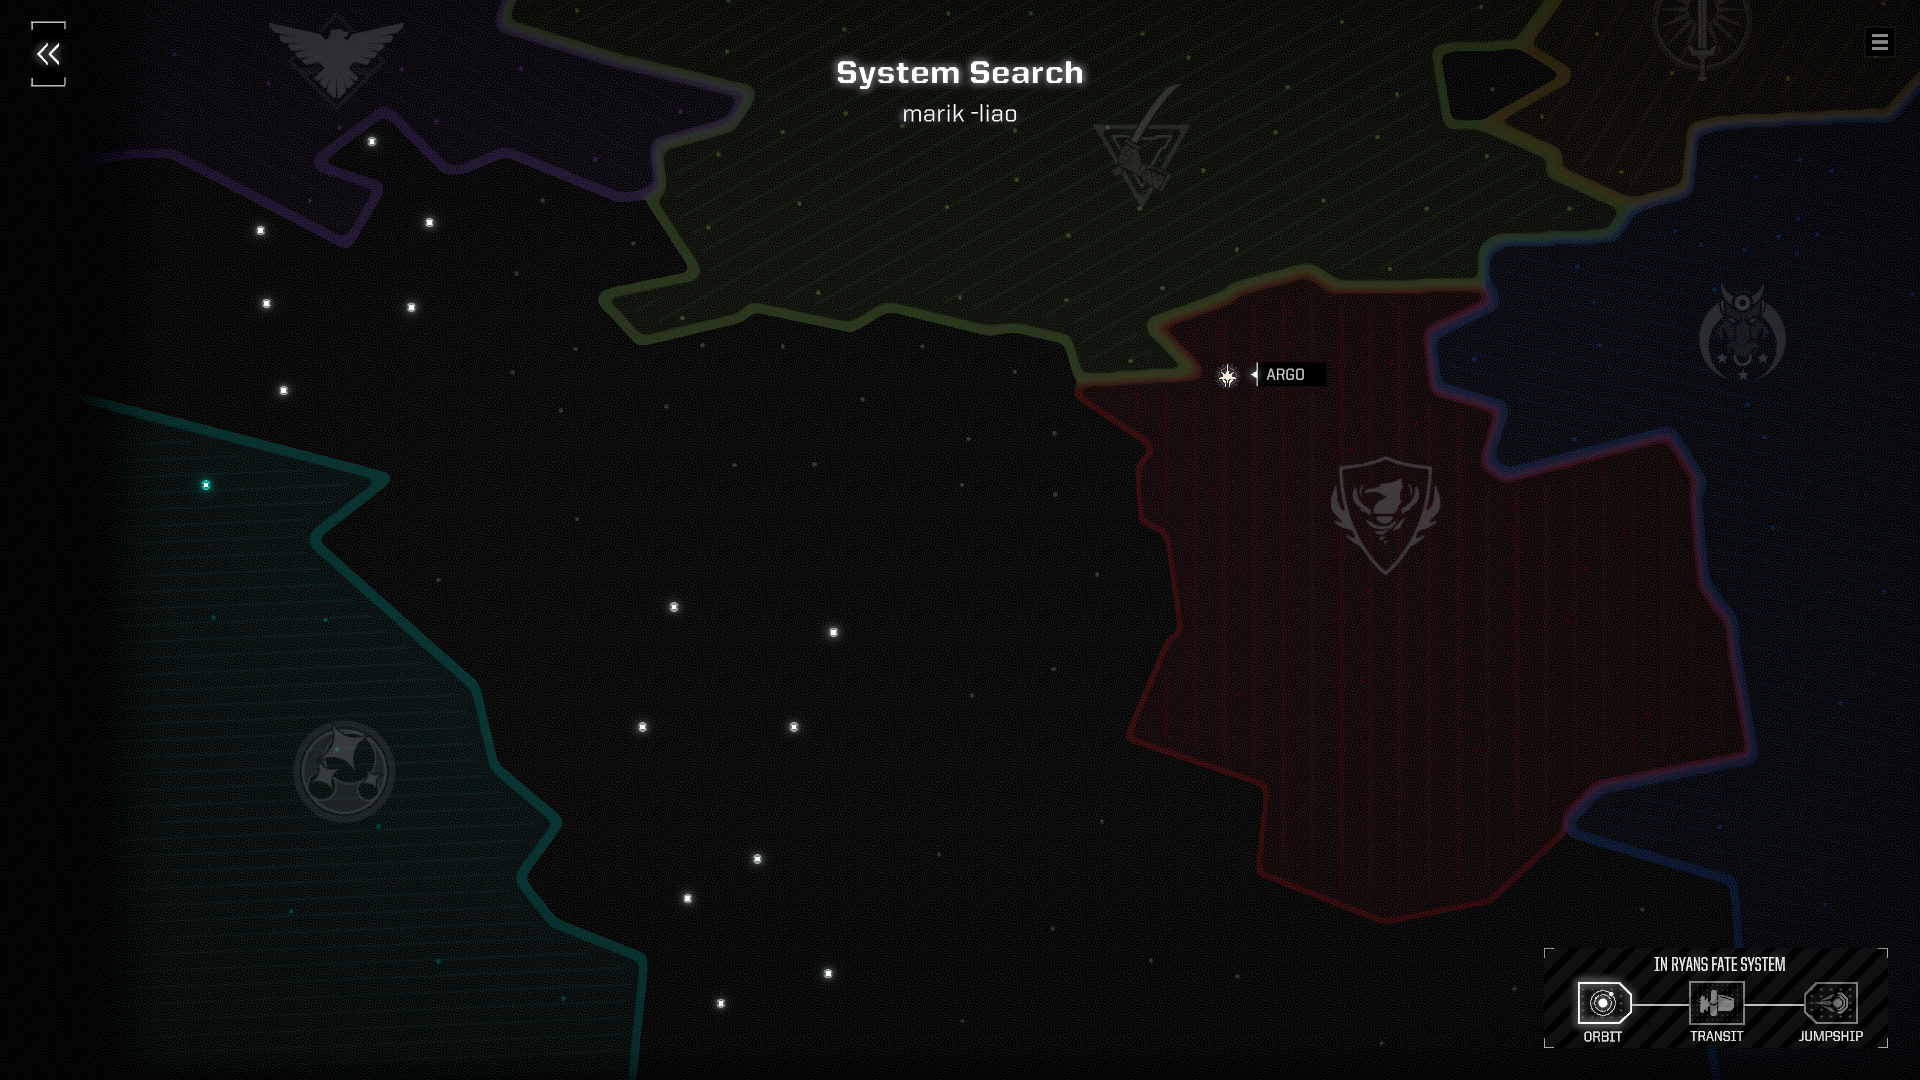 System Search
marik -liao
ARGO
IN RYANS FATE SYSTEM
ORBIT
TRANSIT
JUMPSHIP